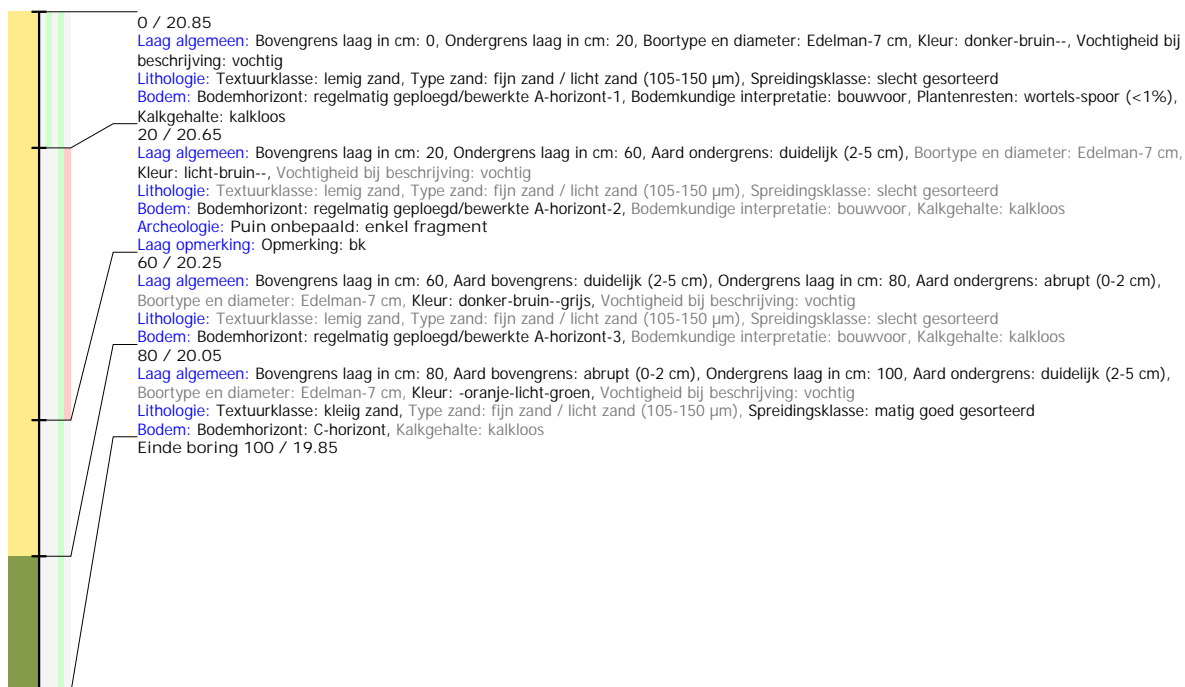 0 / 20.85
Laag algemeen: Bovengrens laag in cm: 0, Ondergrens laag in cm: 20, Boortype en diameter: Edelman-7 cm, Kleur: donker-bruin--, Vochtigheid bij
beschrijving: vochtig
Lithologie: Textuurklasse: lemig zand, Type zand: fijn zand / licht zand (105-150 µm), Spreidingsklasse: slecht gesorteerd
Bodem: Bodemhorizont: regelmatig geploegd/bewerkte A-horizont-1, Bodemkundige interpretatie: bouwvoor, Plantenresten: wortels-spoor (<1%),
Kalkgehalte: kalkloos
20 / 20.65
Laag algemeen: Bovengrens laag in cm: 20, Ondergrens laag in cm: 60, Aard ondergrens: duidelijk (2-5 cm), Boortype en diameter: Edelman-7 cm,
Kleur: licht-bruin--, Vochtigheid bij beschrijving: vochtig
Lithologie: Textuurklasse: lemig zand, Type zand: fijn zand / licht zand (105-150 µm), Spreidingsklasse: slecht gesorteerd
Bodem: Bodemhorizont: regelmatig geploegd/bewerkte A-horizont-2, Bodemkundige interpretatie: bouwvoor, Kalkgehalte: kalkloos
Archeologie: Puin onbepaald: enkel fragment
Laag opmerking: Opmerking: bk
60 / 20.25
Laag algemeen: Bovengrens laag in cm: 60, Aard bovengrens: duidelijk (2-5 cm), Ondergrens laag in cm: 80, Aard ondergrens: abrupt (0-2 cm),
Boortype en diameter: Edelman-7 cm, Kleur: donker-bruin--grijs, Vochtigheid bij beschrijving: vochtig
Lithologie: Textuurklasse: lemig zand, Type zand: fijn zand / licht zand (105-150 µm), Spreidingsklasse: slecht gesorteerd
Bodem: Bodemhorizont: regelmatig geploegd/bewerkte A-horizont-3, Bodemkundige interpretatie: bouwvoor, Kalkgehalte: kalkloos
80 / 20.05
Laag algemeen: Bovengrens laag in cm: 80, Aard bovengrens: abrupt (0-2 cm), Ondergrens laag in cm: 100, Aard ondergrens: duidelijk (2-5 cm),
Boortype en diameter: Edelman-7 cm, Kleur: -oranje-licht-groen, Vochtigheid bij beschrijving: vochtig
Lithologie: Textuurklasse: kleiig zand, Type zand: fijn zand / licht zand (105-150 µm), Spreidingsklasse: matig goed gesorteerd
Bodem: Bodemhorizont: C-horizont, Kalkgehalte: kalkloos
Einde boring 100 / 19.85